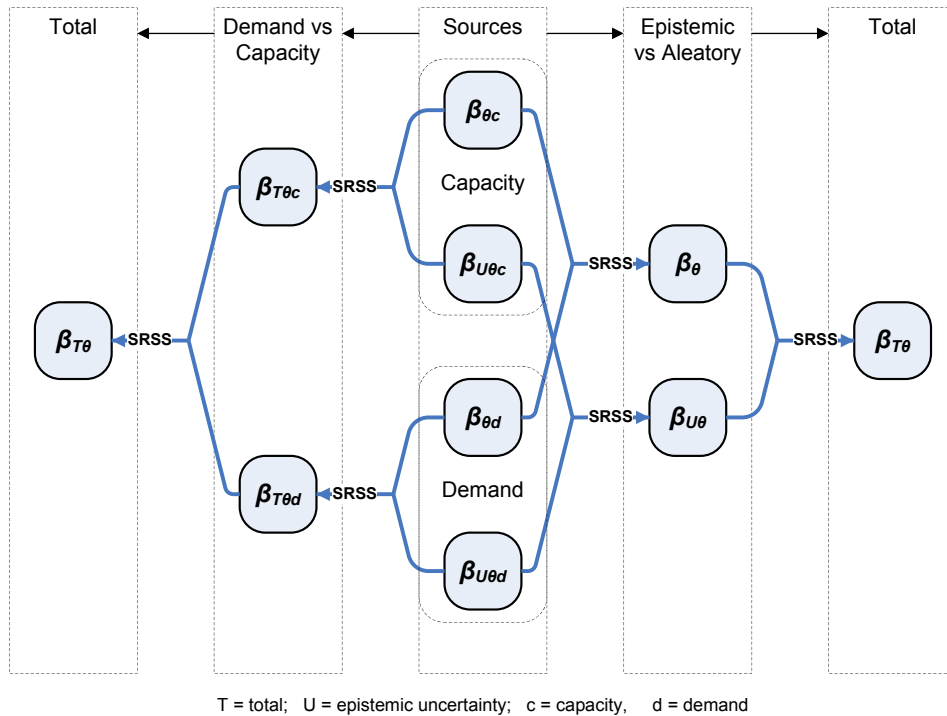 Total
Demand vs
Capacity
Sources
Epistemic
vs Aleatory
Total
βθc
Capacity
βUθc
βTθc
SRSS
SRSS
βθ
βTθ
SRSS
SRSS
βTθ
βθd
SRSS
βUθ
Demand
βTθd
SRSS
βUθd
T = total; U = epistemic uncertainty; c = capacity, d = demand